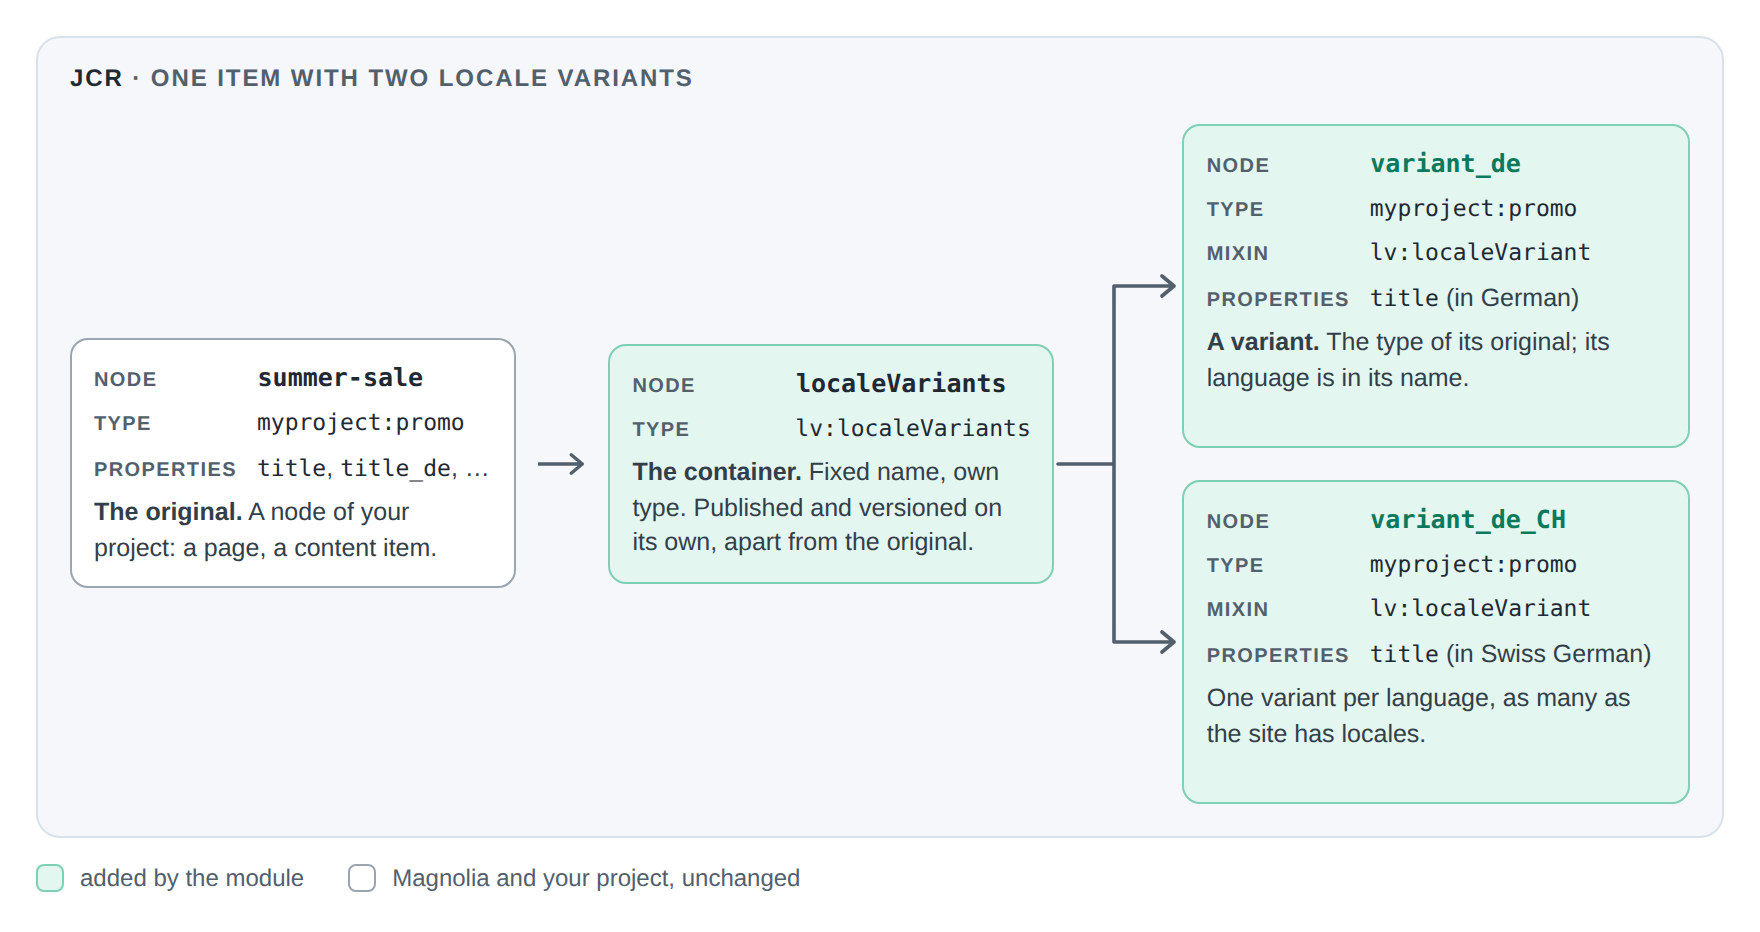 JCR · ONE ITEM WITH TWO LOCALE VARIANTS
NODE summer-sale
TYPE myproject:promo
PROPERTIES title, title_de, …
The original. A node of your
project: a page, a content item.
NODE localeVariants
TYPE lv:localeVariants
The container. Fixed name, own
type. Published and versioned on
its own, apart from the original.
NODE variant_de
TYPE myproject:promo
MIXIN lv:localeVariant
PROPERTIES title (in German)
A variant. The type of its original; its
language is in its name.
NODE variant_de_CH
TYPE myproject:promo
MIXIN lv:localeVariant
PROPERTIES title (in Swiss German)
One variant per language, as many as
the site has locales.
added by the module
Magnolia and your project, unchanged